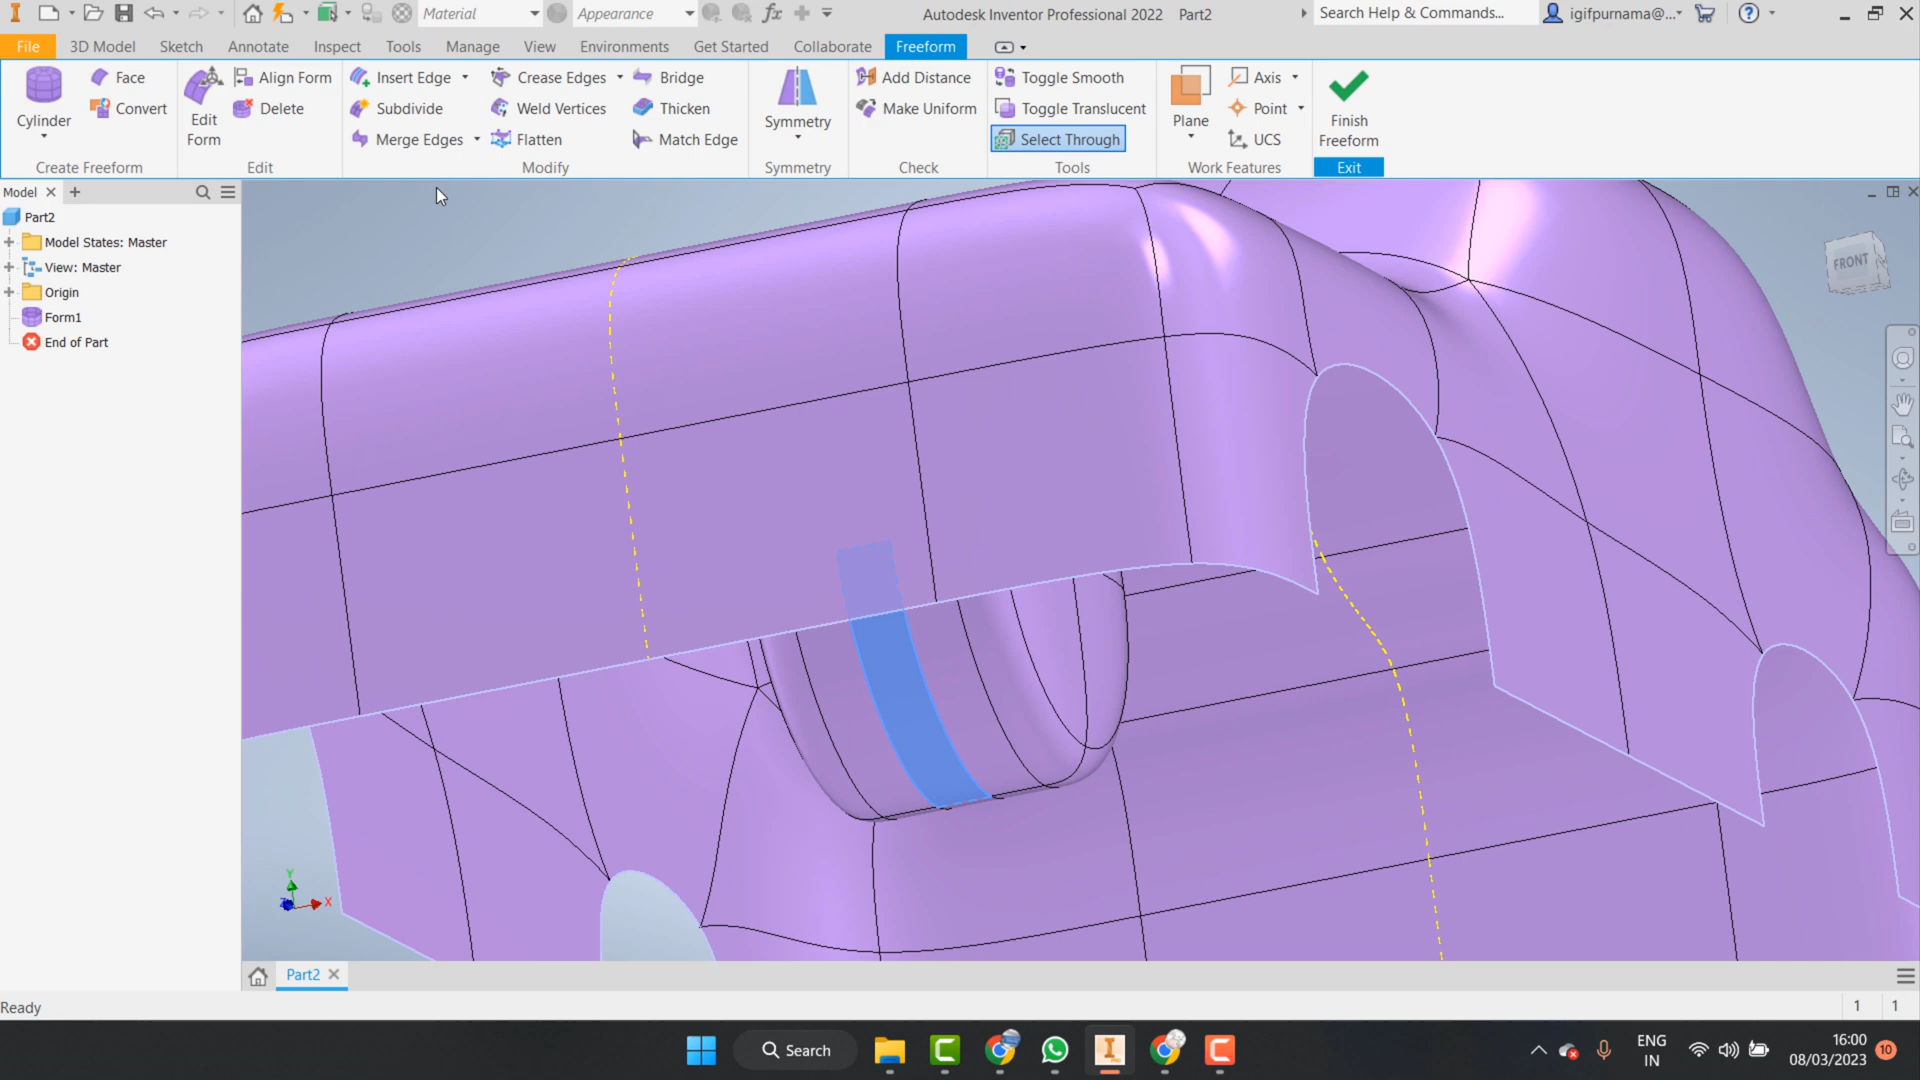 Material
Appearance
Autodesk Inventor Professional 2022 Part2
Search Help & Commands...
igifpurnama@...
File
3D Model
Sketch
Annotate
Inspect
Tools
Manage
View
Environments
Get Started
Collaborate
Freeform
Cylinder
Face
Convert
Create Freeform
Edit Form
Align Form
Delete
Edit
Insert Edge
Subdivide
Merge Edges
Crease Edges
Weld Vertices
Flatten
Bridge
Thicken
Match Edge
Modify
Symmetry
Symmetry
Add Distance
Make Uniform
Check
Toggle Smooth
Toggle Translucent
Select Through
Tools
Plane
Axis
Point
UCS
Work Features
Finish Freeform
Exit
Model
Part2
Model States: Master
View: Master
Origin
Form1
End of Part
FRONT
Y
X
Part2
Ready
1 1
Search
ENG
IN
16:00
08/03/2023
10